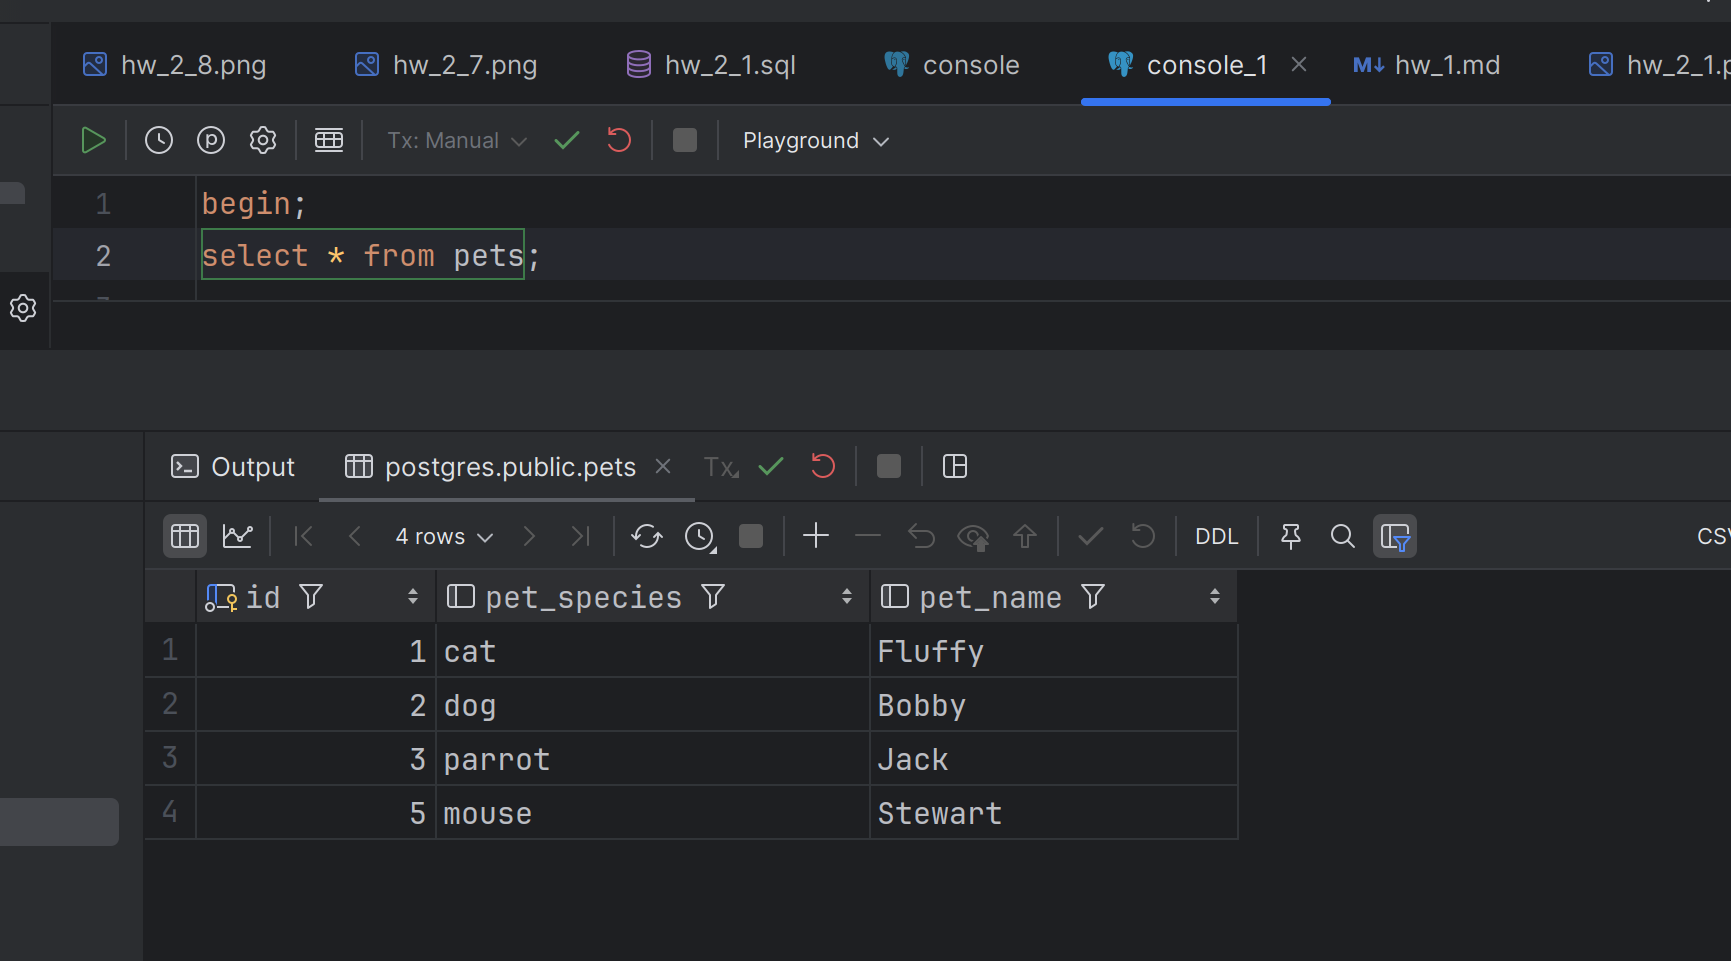 hw_2_8.png hw_2_7.png hw_2_1.sql console console_1 M↓ hw_1.md hw_2_1.p
Tx: Manual Playground
1 begin;
2 select * from pets;
Output postgres.public.pets Tx
4 rows DDL CSV
id pet_species pet_name
1 1 cat Fluffy
2 2 dog Bobby
3 3 parrot Jack
4 5 mouse Stewart